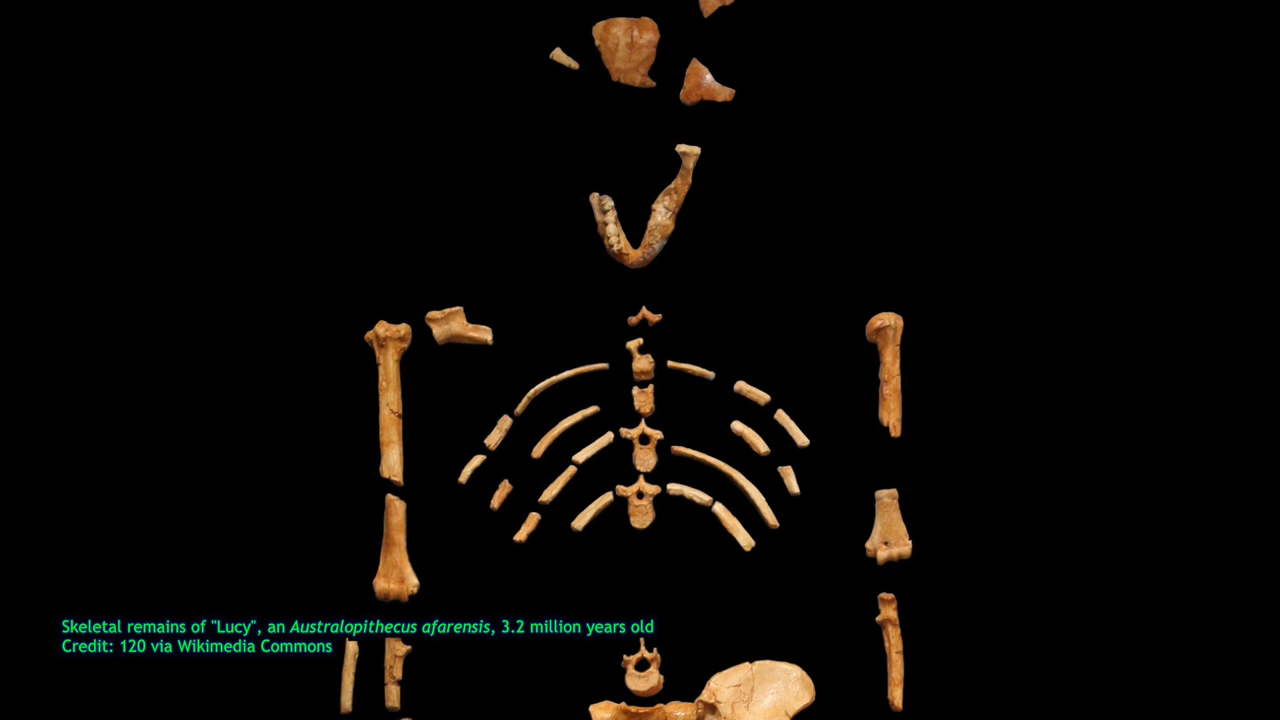 Skeletal remains of "Lucy", an Australopithecus afarensis, 3.2 million years old
Credit: 120 via Wikimedia Commons